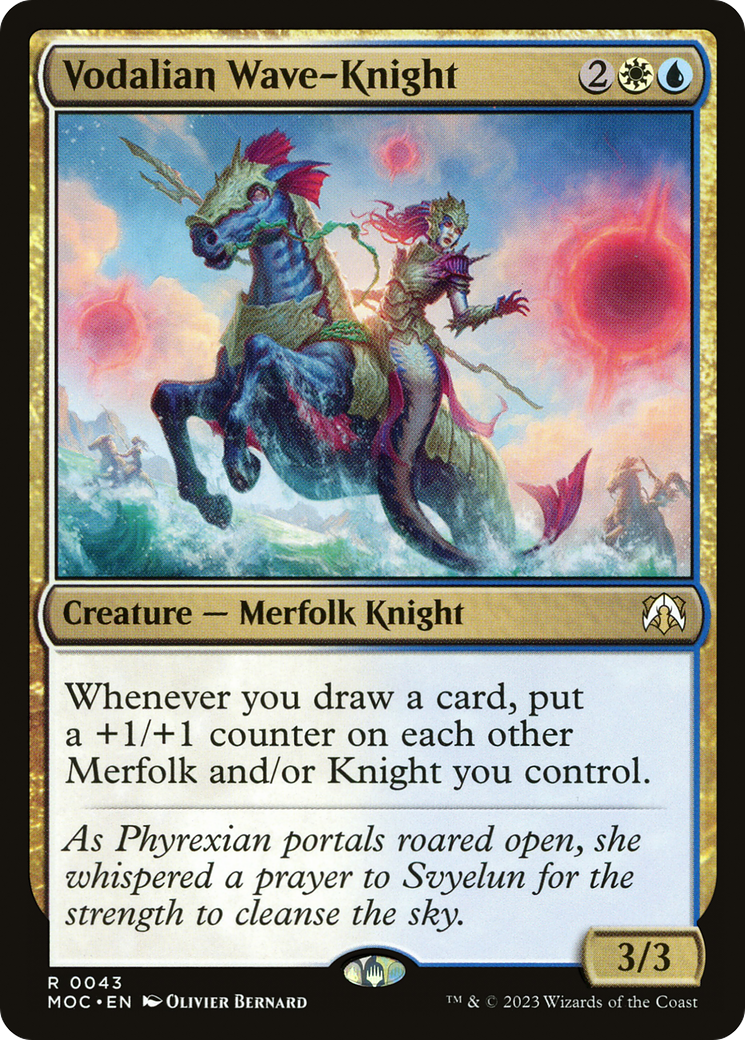 Vodalian Wave-Knight 2
Creature — Merfolk Knight
Whenever you draw a card, put
a +1/+1 counter on each other
Merfolk and/or Knight you control.
As Phyrexian portals roared open, she
whispered a prayer to Svyelun for the
strength to cleanse the sky.
3/3
R 0043
MOC • EN Olivier Bernard
™ & © 2023 Wizards of the Coast